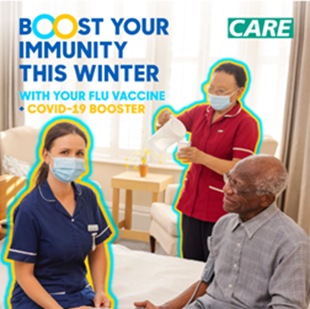 BOOST YOUR
IMMUNITY
THIS WINTER
WITH YOUR FLU VACCINE
+ COVID-19 BOOSTER
CARE